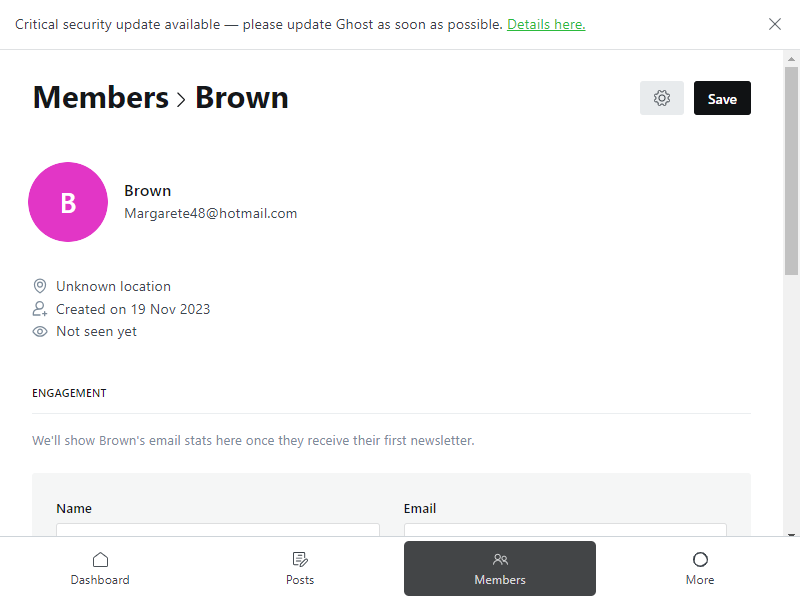 Critical security update available — please update Ghost as soon as possible. Details here.
Members > Brown
Save
B
Brown
Margarete48@hotmail.com
Unknown location
Created on 19 Nov 2023
Not seen yet
ENGAGEMENT
We'll show Brown's email stats here once they receive their first newsletter.
Name Email
Dashboard Posts Members More